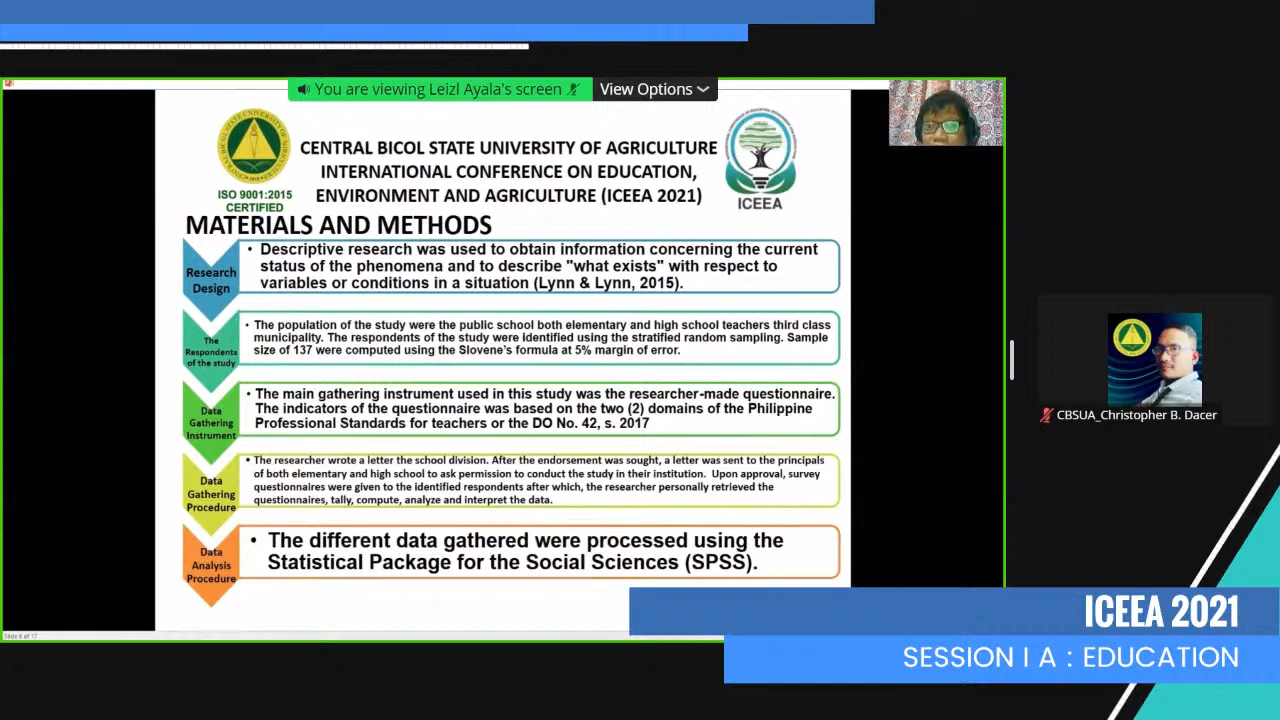 You are viewing Leizl Ayala's screen
View Options
CENTRAL BICOL STATE UNIVERSITY OF AGRICULTURE
INTERNATIONAL CONFERENCE ON EDUCATION,
ENVIRONMENT AND AGRICULTURE (ICEEA 2021)
ISO 9001:2015
CERTIFIED
ICEEA
MATERIALS AND METHODS
Research
Design
• Descriptive research was used to obtain information concerning the current
status of the phenomena and to describe "what exists" with respect to
variables or conditions in a situation (Lynn & Lynn, 2015).
The
Respondents
of the study
• The population of the study were the public school both elementary and high school teachers third class
municipality. The respondents of the study were identified using the stratified random sampling. Sample
size of 137 were computed using the Slovene's formula at 5% margin of error.
Data
Gathering
Instrument
• The main gathering instrument used in this study was the researcher-made questionnaire.
The indicators of the questionnaire was based on the two (2) domains of the Philippine
Professional Standards for teachers or the DO No. 42, s. 2017
Data
Gathering
Procedure
• The researcher wrote a letter the school division. After the endorsement was sought, a letter was sent to the principals
of both elementary and high school to ask permission to conduct the study in their institution. Upon approval, survey
questionnaires were given to the identified respondents after which, the researcher personally retrieved the
questionnaires, tally, compute, analyze and interpret the data.
Data
Analysis
Procedure
• The different data gathered were processed using the
Statistical Package for the Social Sciences (SPSS).
Slide 6 of 17
CBSUA_Christopher B. Dacer
ICEEA 2021
SESSION I A : EDUCATION